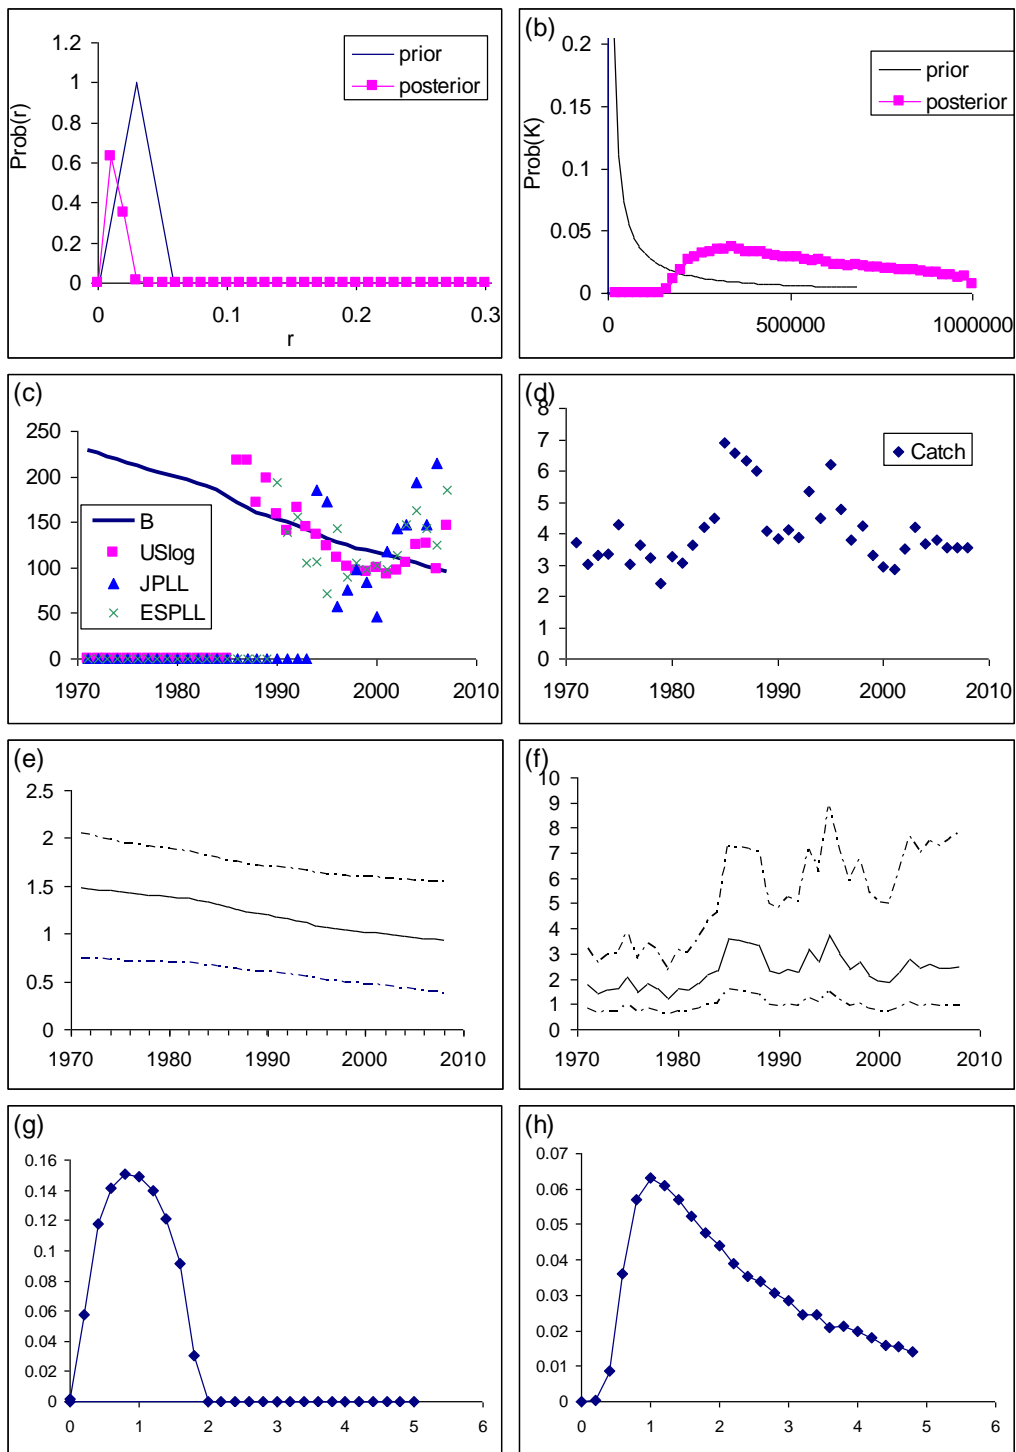 1.2
1
0.8
0.6
0.4
0.2
0
Prob(r)
prior
posterior
0 0.1 0.2 0.3
r
(b)
0.2
0.15
0.1
0.05
0
Prob(K)
prior
posterior
0 500000 1000000
(c)
250
200
150
100
50
0
B
USlog
JPLL
ESPLL
1970 1980 1990 2000 2010
(d)
8
7
6
5
4
3
2
1
0
Catch
1970 1980 1990 2000 2010
(e)
2.5
2
1.5
1
0.5
0
1970 1980 1990 2000 2010
(f)
10
9
8
7
6
5
4
3
2
1
0
1970 1980 1990 2000 2010
(g)
0.16
0.14
0.12
0.1
0.08
0.06
0.04
0.02
0
0 1 2 3 4 5 6
(h)
0.07
0.06
0.05
0.04
0.03
0.02
0.01
0
0 1 2 3 4 5 6